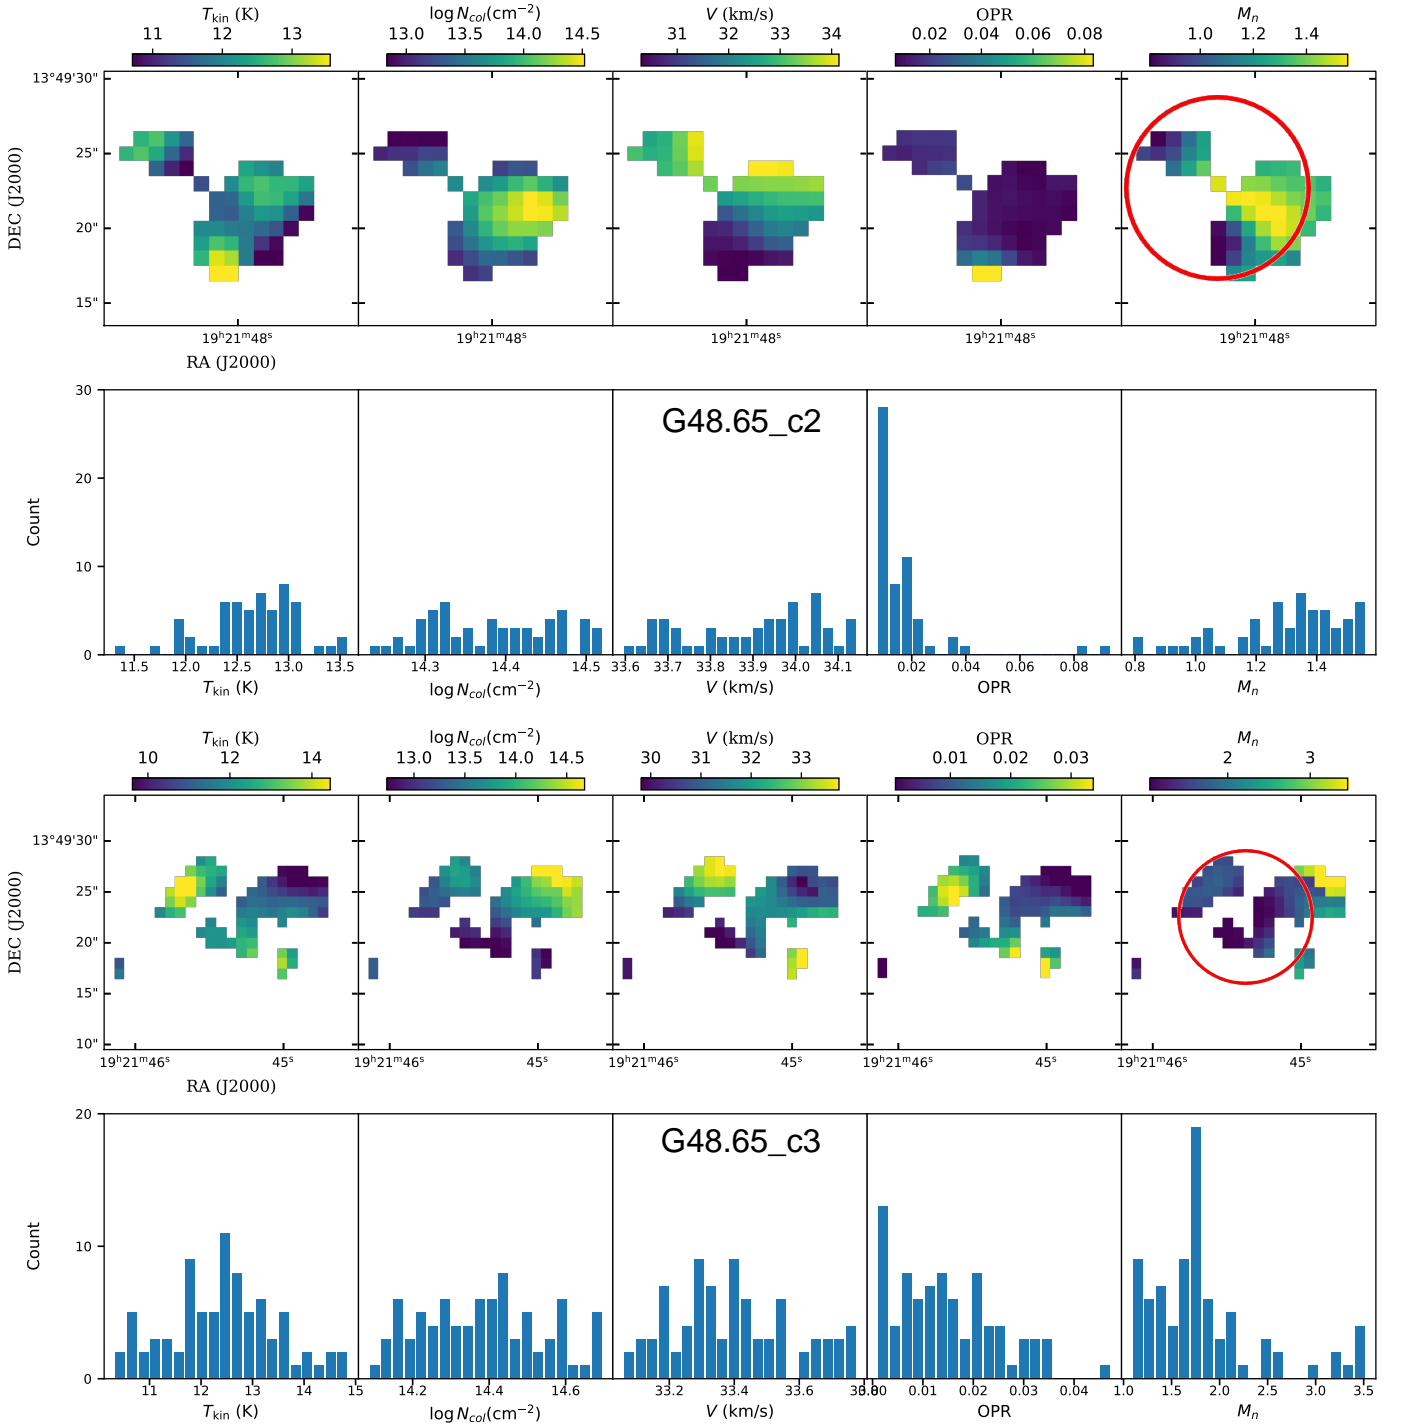 T_kin (K) log N_col(cm⁻²) V (km/s) OPR M_n
11 12 13 13.0 13.5 14.0 14.5 31 32 33 34 0.02 0.04 0.06 0.08 1.0 1.2 1.4
13°49'30"
25"
20"
15"
DEC (J2000)
19ʰ21ᵐ48ˢ 19ʰ21ᵐ48ˢ 19ʰ21ᵐ48ˢ 19ʰ21ᵐ48ˢ 19ʰ21ᵐ48ˢ
RA (J2000)
30
G48.65_c2
20
10
0
Count
11.5 12.0 12.5 13.0 13.5 14.3 14.4 14.5 33.6 33.7 33.8 33.9 34.0 34.1 0.02 0.04 0.06 0.08 0.8 1.0 1.2 1.4
T_kin (K) log N_col(cm⁻²) V (km/s) OPR M_n
T_kin (K) log N_col(cm⁻²) V (km/s) OPR M_n
10 12 14 13.0 13.5 14.0 14.5 30 31 32 33 0.01 0.02 0.03 2 3
13°49'30"
25"
20"
15"
10"
DEC (J2000)
19ʰ21ᵐ46ˢ 45ˢ 19ʰ21ᵐ46ˢ 45ˢ 19ʰ21ᵐ46ˢ 45ˢ 19ʰ21ᵐ46ˢ 45ˢ 19ʰ21ᵐ46ˢ 45ˢ
RA (J2000)
20
G48.65_c3
10
0
Count
11 12 13 14 15 14.2 14.4 14.6 33.2 33.4 33.6 0.01 0.02 0.03 0.04 1.0 1.5 2.0 2.5 3.0 3.5
T_kin (K) log N_col(cm⁻²) V (km/s) OPR M_n